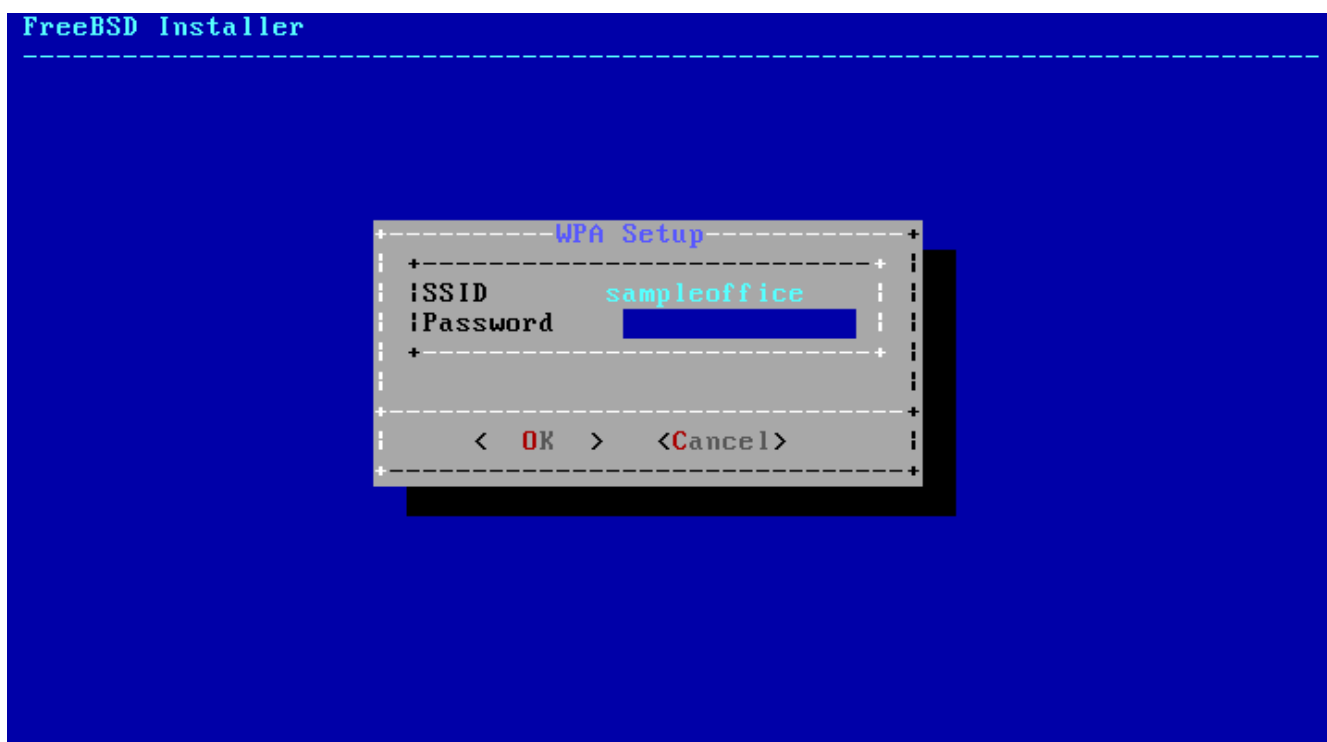 FreeBSD Installer
WPA Setup
SSID sampleoffice
Password
< OK > <Cancel>